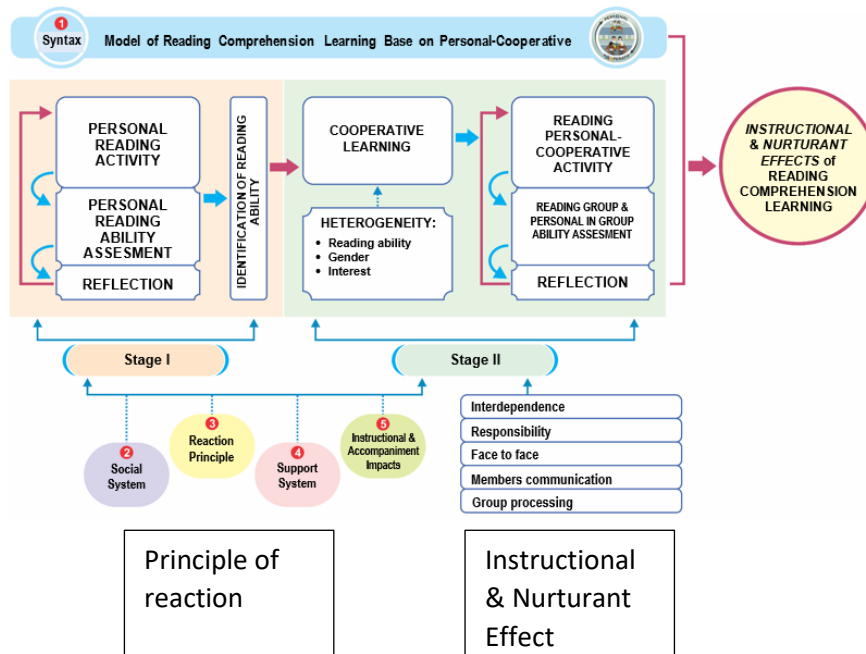 1
Syntax
Model of Reading Comprehension Learning Base on Personal-Cooperative
PERSONAL
READING
ACTIVITY
PERSONAL
READING
ABILITY
ASSESMENT
REFLECTION
IDENTIFICATION OF READING
ABILITY
COOPERATIVE
LEARNING
HETEROGENEITY:
• Reading ability
• Gender
• Interest
READING
PERSONAL-
COOPERATIVE
ACTIVITY
READING GROUP &
PERSONAL IN GROUP
ABILITY ASSESMENT
REFLECTION
INSTRUCTIONAL
& NURTURANT
EFFECTS of
READING
COMPREHENSION
LEARNING
Stage I
Stage II
2
Social
System
3
Reaction
Principle
4
Support
System
5
Instructional &
Accompaniment
Impacts
Interdependence
Responsibility
Face to face
Members communication
Group processing
Principle of
reaction
Instructional
& Nurturant
Effect